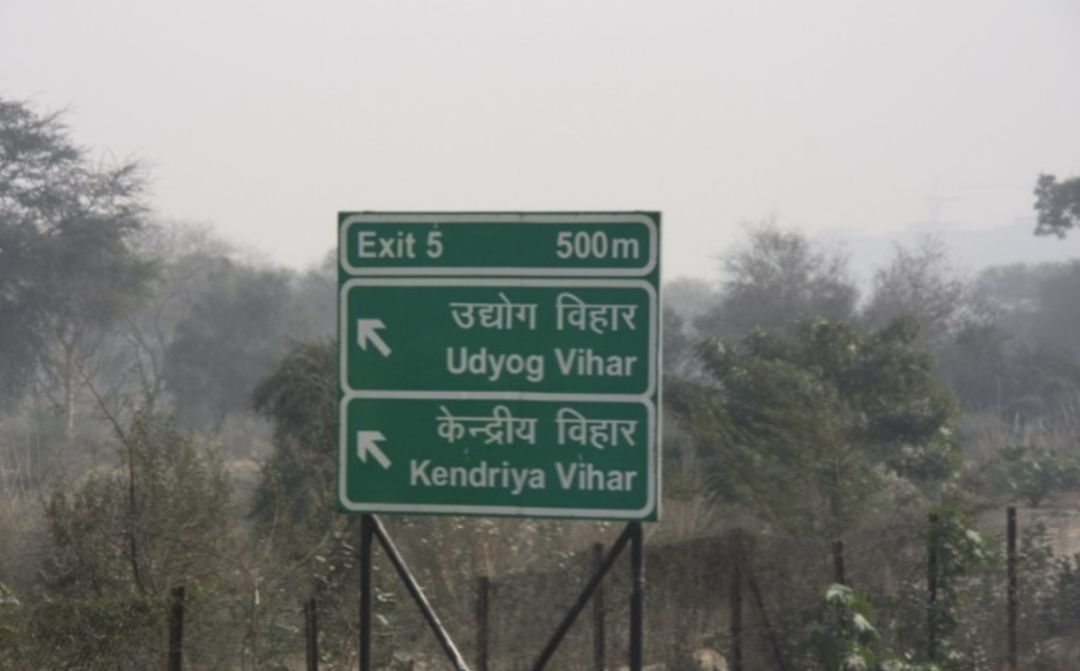 Exit 5 500m
उद्योग विहार
Udyog Vihar
केन्द्रीय विहार
Kendriya Vihar